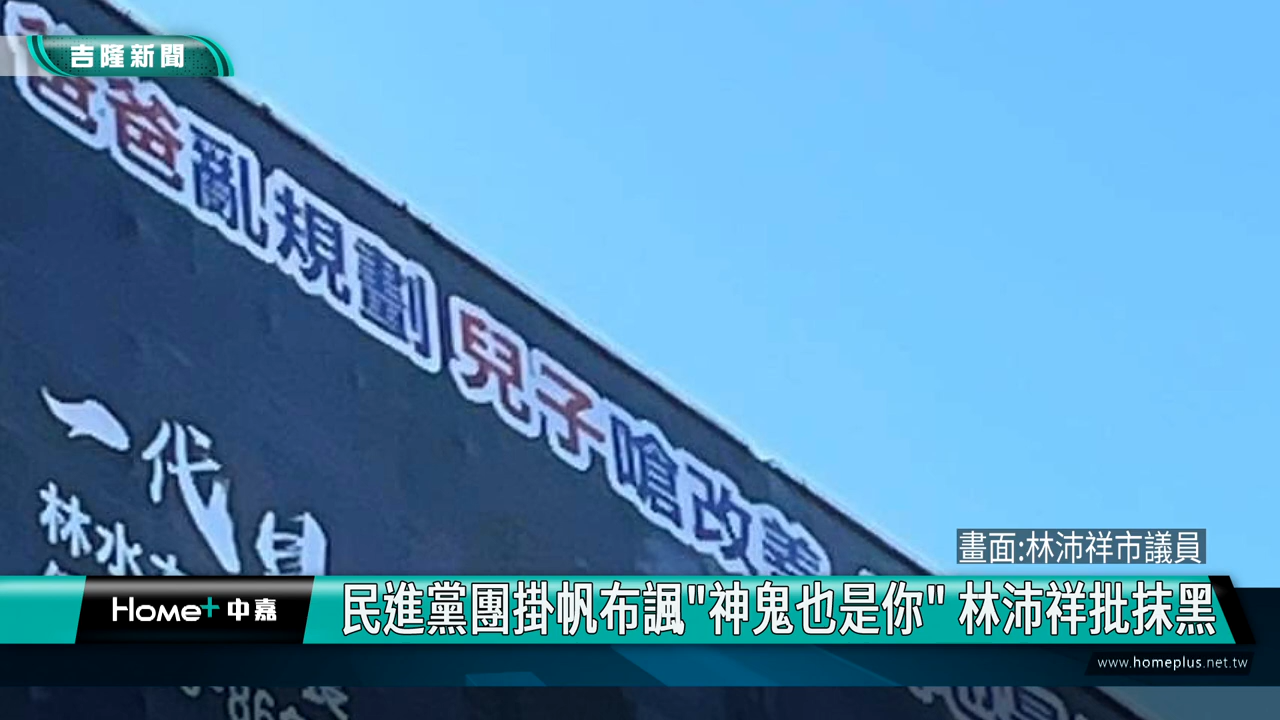 吉隆新聞
爸爸亂規劃 兒子嗆改善
一代
林水
畫面:林沛祥市議員
Home+中嘉
民進黨團掛帆布諷"神鬼也是你" 林沛祥批抹黑
www.homeplus.net.tw